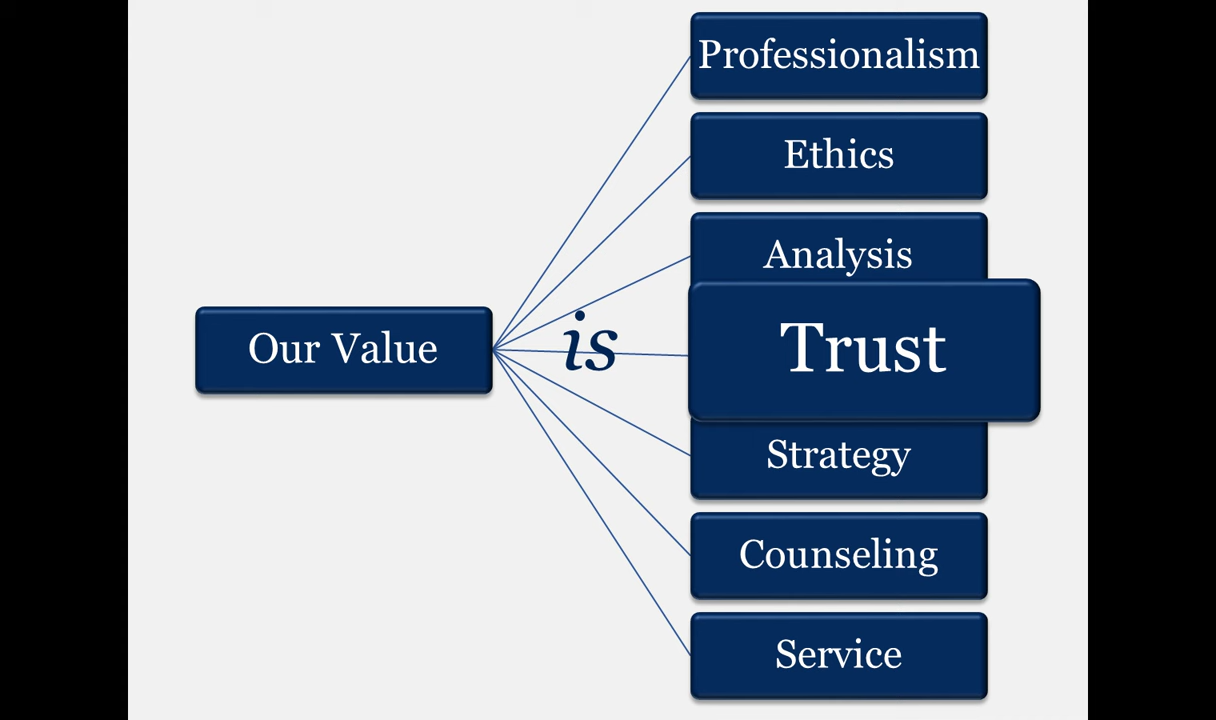 Our Value
is
Professionalism
Ethics
Analysis
Trust
Strategy
Counseling
Service